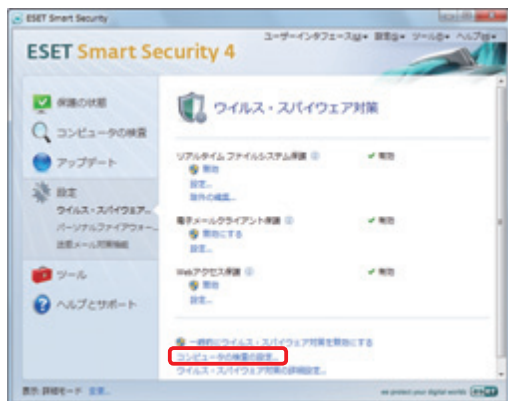 ESET Smart Security
ESET Smart Security 4
ユーザーインタフェース(U)▼ 設定(S)▼ ツール(O)▼ ヘルプ(H)▼
保護の状態
コンピュータの検査
アップデート
設定
ウイルス・スパイウェア...
パーソナルファイアウォー...
迷惑メール対策機能
ツール
ヘルプとサポート
ウイルス・スパイウェア対策
リアルタイム ファイルシステム保護 有効
無効
設定...
除外の編集...
電子メールクライアント保護 有効
無効にする
設定...
Webアクセス保護 有効
無効
設定...
一時的にウイルス・スパイウェア対策を無効にする
コンピュータの検査の設定...
ウイルス・スパイウェア対策の詳細設定...
表示: 詳細モード 変更...
we protect your digital worlds eset